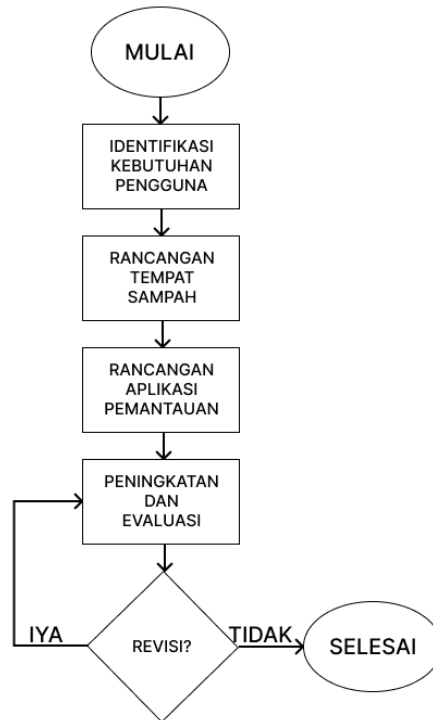 MULAI
IDENTIFIKASI
KEBUTUHAN
PENGGUNA
RANCANGAN
TEMPAT
SAMPAH
RANCANGAN
APLIKASI
PEMANTAUAN
PENINGKATAN
DAN
EVALUASI
IYA
REVISI?
TIDAK
SELESAI